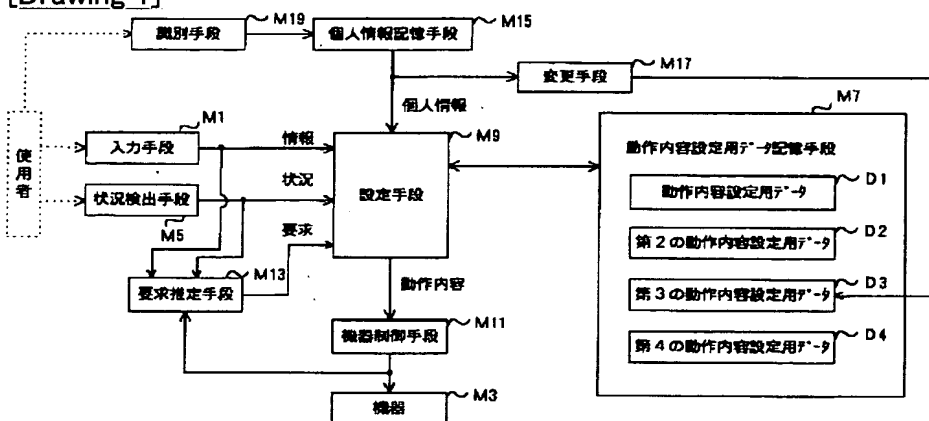 [Drawing 1]
識別手段
M19
個人情報記憶手段
M15
変更手段
M17
個人情報
M7
使用者
M1
入力手段
情報
M9
設定手段
動作内容設定用データ記憶手段
状況検出手段
状況
M5
要求
D1
動作内容設定用データ
D2
第2の動作内容設定用データ
M13
要求推定手段
動作内容
D3
第3の動作内容設定用データ
M11
機器制御手段
D4
第4の動作内容設定用データ
M3
機器